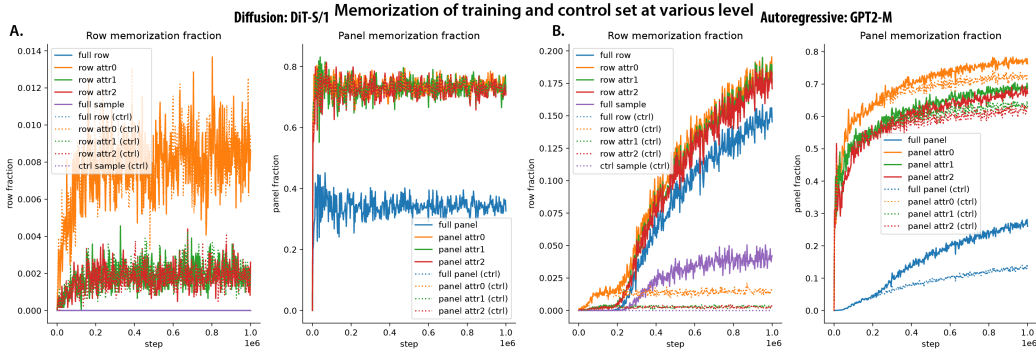 Memorization of training and control set at various level
Diffusion: DiT-S/1
Autoregressive: GPT2-M
A.
Row memorization fraction
0.014
0.012
0.010
0.008
0.006
0.004
0.002
0.000
row fraction
full row
row attr0
row attr1
row attr2
full sample
full row (ctrl)
row attr0 (ctrl)
row attr1 (ctrl)
row attr2 (ctrl)
ctrl sample (ctrl)
0.0 0.2 0.4 0.6 0.8 1.0
step
1e6
Panel memorization fraction
0.8
0.6
0.4
0.2
0.0
panel fraction
full panel
panel attr0
panel attr1
panel attr2
full panel (ctrl)
panel attr0 (ctrl)
panel attr1 (ctrl)
panel attr2 (ctrl)
0.0 0.2 0.4 0.6 0.8 1.0
step
1e6
B.
Row memorization fraction
0.200
0.175
0.150
0.125
0.100
0.075
0.050
0.025
0.000
row fraction
full row
row attr0
row attr1
row attr2
full sample
full row (ctrl)
row attr0 (ctrl)
row attr1 (ctrl)
row attr2 (ctrl)
ctrl sample (ctrl)
0.0 0.2 0.4 0.6 0.8 1.0
step
1e6
Panel memorization fraction
0.8
0.7
0.6
0.5
0.4
0.3
0.2
0.1
0.0
panel fraction
full panel
panel attr0
panel attr1
panel attr2
full panel (ctrl)
panel attr0 (ctrl)
panel attr1 (ctrl)
panel attr2 (ctrl)
0.0 0.2 0.4 0.6 0.8 1.0
step
1e6